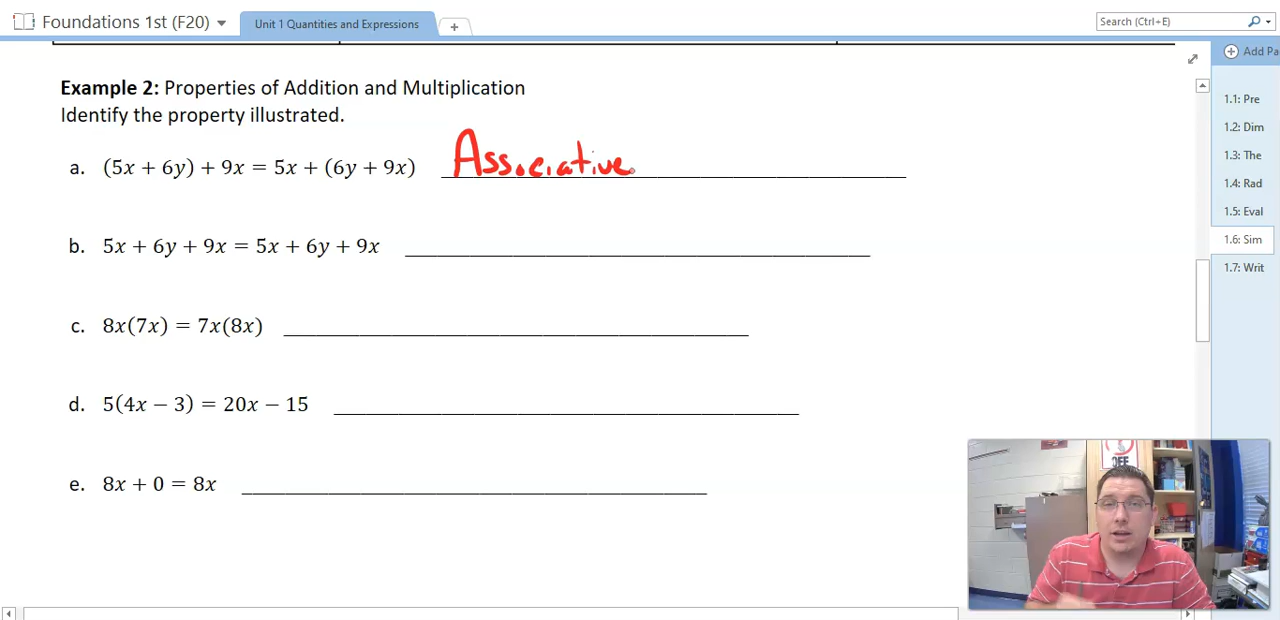 Foundations 1st (F20)
Unit 1 Quantities and Expressions
+
Search (Ctrl+E)
Add Pa
Example 2: Properties of Addition and Multiplication
Identify the property illustrated.
a. (5x + 6y) + 9x = 5x + (6y + 9x) Associative
b. 5x + 6y + 9x = 5x + 6y + 9x
c. 8x(7x) = 7x(8x)
d. 5(4x − 3) = 20x − 15
e. 8x + 0 = 8x
1.1: Pre
1.2: Dim
1.3: The
1.4: Rad
1.5: Eval
1.6: Sim
1.7: Writ
OFF